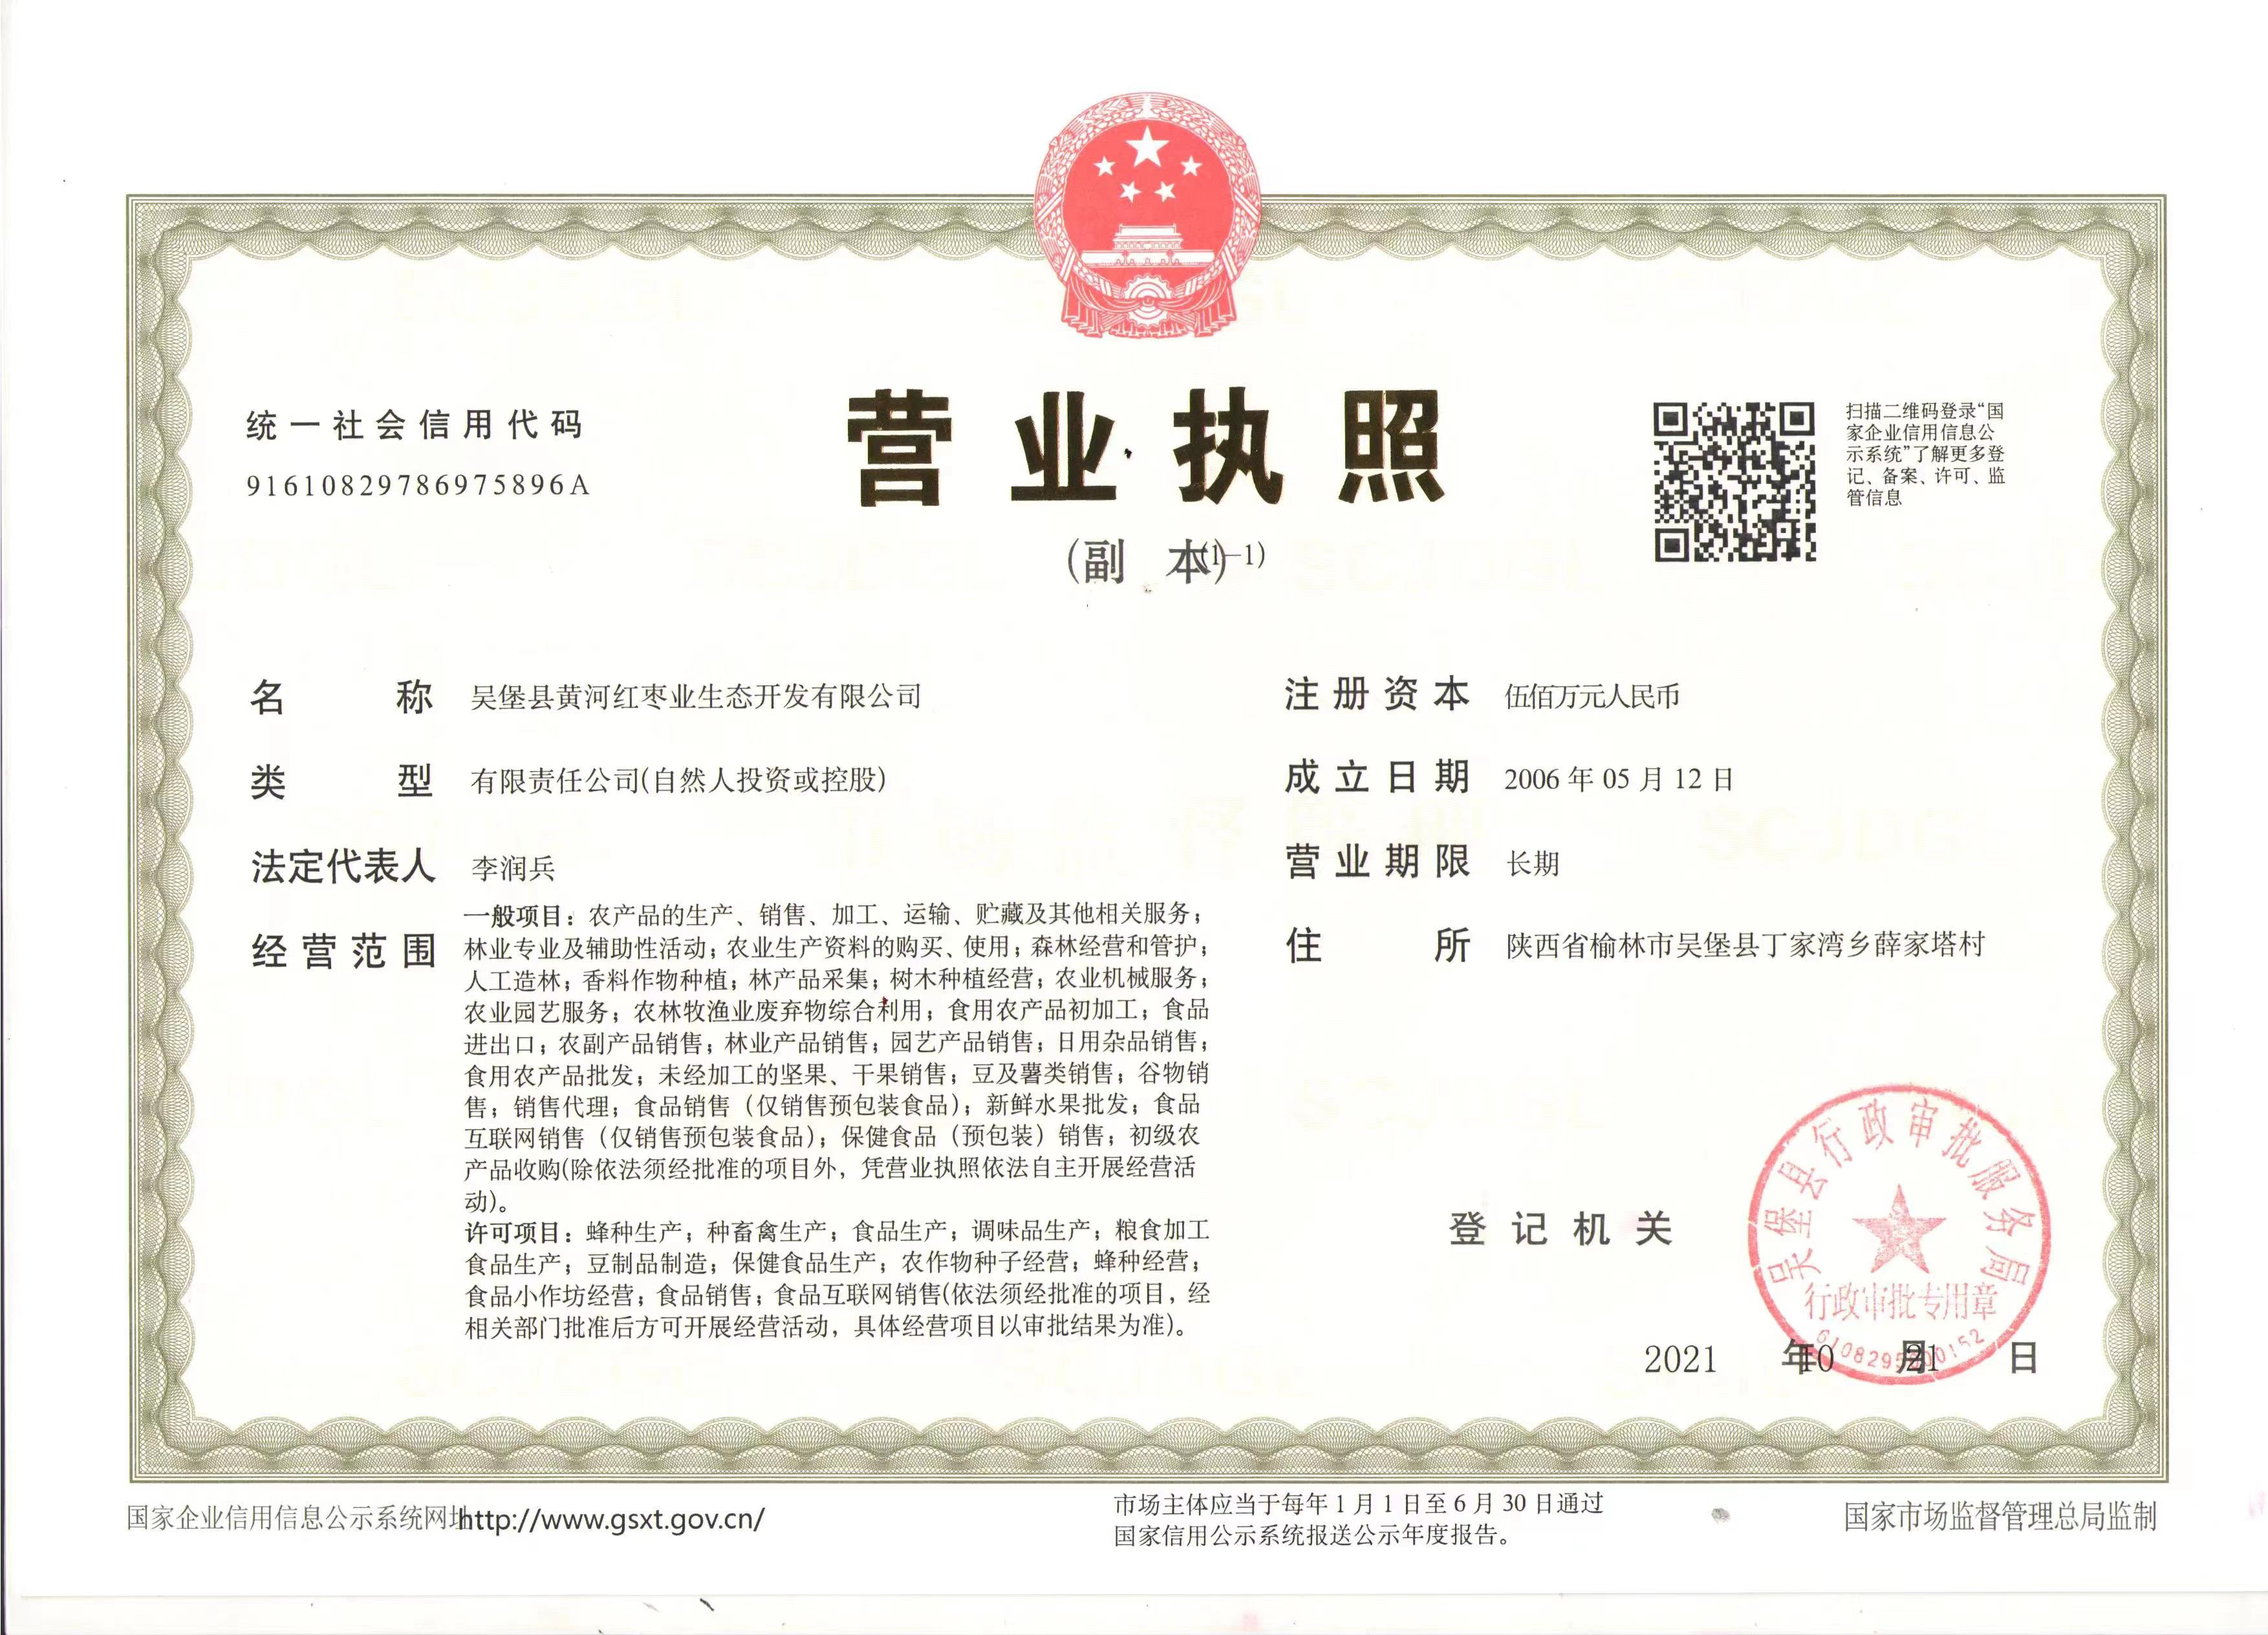 统一社会信用代码
91610829786975896A
营业执照
(副 本)(1-1)
扫描二维码登录“国
家企业信用信息公
示系统”了解更多登
记、备案、许可、监
管信息
名 称 吴堡县黄河红枣业生态开发有限公司
类 型 有限责任公司(自然人投资或控股)
法定代表人 李润兵
经营范围
一般项目：农产品的生产、销售、加工、运输、贮藏及其他相关服务；
林业专业及辅助性活动；农业生产资料的购买、使用；森林经营和管护；
人工造林；香料作物种植；林产品采集；树木种植经营；农业机械服务；
农业园艺服务；农林牧渔业废弃物综合利用；食用农产品初加工；食品
进出口；农副产品销售；林业产品销售；园艺产品销售；日用杂品销售；
食用农产品批发；未经加工的坚果、干果销售；豆及薯类销售；谷物销
售；销售代理；食品销售（仅销售预包装食品）；新鲜水果批发；食品
互联网销售（仅销售预包装食品）；保健食品（预包装）销售；初级农
产品收购(除依法须经批准的项目外，凭营业执照依法自主开展经营活
动)。
许可项目：蜂种生产；种畜禽生产；食品生产；调味品生产；粮食加工
食品生产；豆制品制造；保健食品生产；农作物种子经营；蜂种经营；
食品小作坊经营；食品销售；食品互联网销售(依法须经批准的项目，经
相关部门批准后方可开展经营活动，具体经营项目以审批结果为准)。
注册资本 伍佰万元人民币
成立日期 2006年05月12日
营业期限 长期
住 所 陕西省榆林市吴堡县丁家湾乡薛家塔村
登记机关
吴堡县行政审批服务局
行政审批专用章
2021 年10 月21 日
国家企业信用信息公示系统网址http://www.gsxt.gov.cn/
市场主体应当于每年1月1日至6月30日通过
国家信用公示系统报送公示年度报告。
国家市场监督管理总局监制